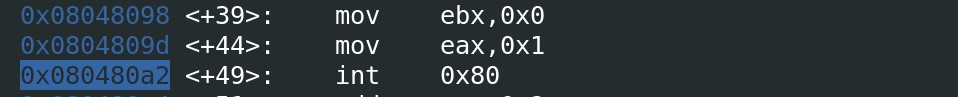 0x08048098 <+39>: mov ebx,0x0
0x0804809d <+44>: mov eax,0x1
0x080480a2 <+49>: int 0x80